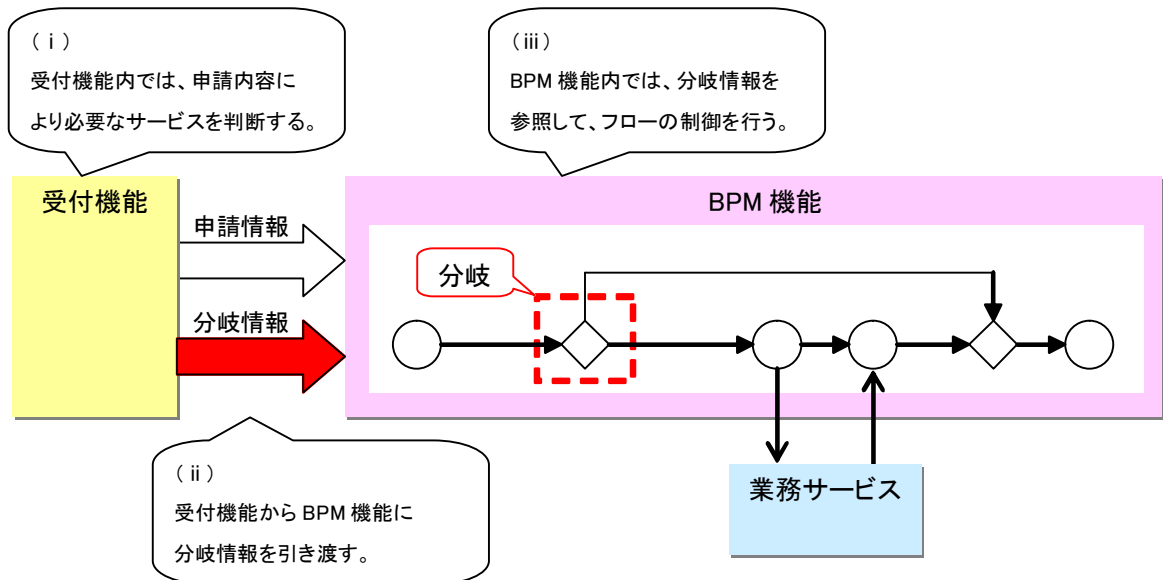 (ⅰ)
受付機能内では、申請内容に
より必要なサービスを判断する。
(ⅲ)
BPM 機能内では、分岐情報を
参照して、フローの制御を行う。
受付機能
申請情報
分岐情報
BPM 機能
分岐
業務サービス
(ⅱ)
受付機能から BPM 機能に
分岐情報を引き渡す。